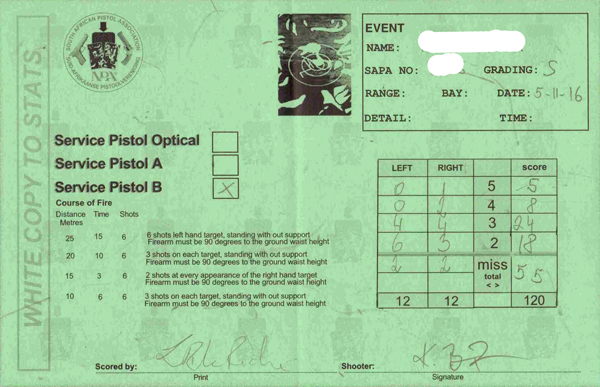 WHITE COPY TO STATS.
SOUTH AFRICAN PISTOL ASSOCIATION
SUID-AFRIKAANSE PISTOOLVERENIGING
EVENT
NAME:
SAPA NO: GRADING: S
RANGE: BAY: DATE: 5-11-16
DETAIL: TIME:
Service Pistol Optical
Service Pistol A
Service Pistol B X
Course of Fire
Distance Time Shots
Metres
25 15 6 6 shots left hand target, standing with out support
Firearm must be 90 degrees to the ground waist height
20 10 6 3 shots on each target, standing with out support
Firearm must be 90 degrees to the ground waist height
15 3 6 2 shots at every appearance of the right hand target
Firearm must be 90 degrees to the ground waist height
10 6 6 3 shots on each target, standing with out support
Firearm must be 90 degrees to the ground waist height
LEFT RIGHT score
0 1 5 5
0 2 4 8
4 4 3 24
6 3 2 18
2 2 miss
total 55
< >
12 12 120
Scored by: Shooter:
Print Signature